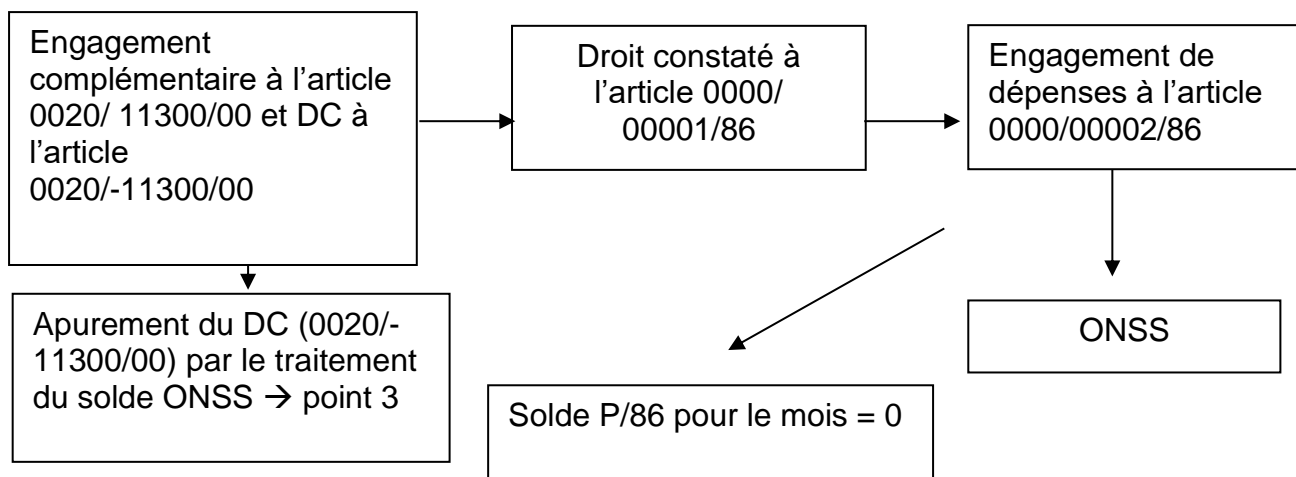 Engagement
complémentaire à l’article
0020/ 11300/00 et DC à
l’article
0020/-11300/00
Droit constaté à
l’article 0000/
00001/86
Engagement de
dépenses à l’article
0000/00002/86
Apurement du DC (0020/-
11300/00) par le traitement
du solde ONSS → point 3
ONSS
Solde P/86 pour le mois = 0